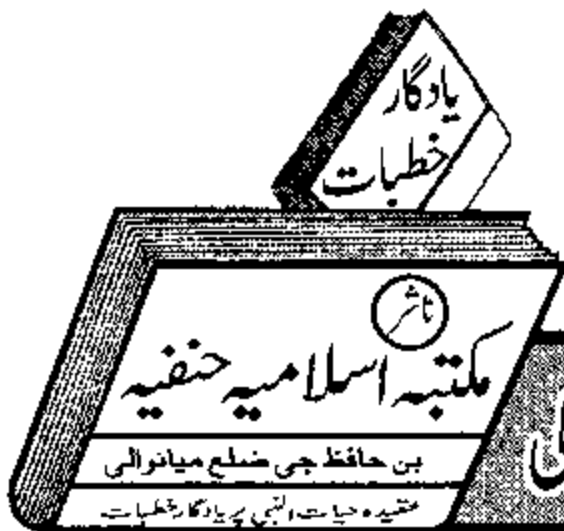 یادگار
خطبات
ناشر
مکتبہ اسلامیہ حنفیہ
بن حافظ جی ضلع میانوالی
عقیدہ حیات النبی پر یادگار خطبات